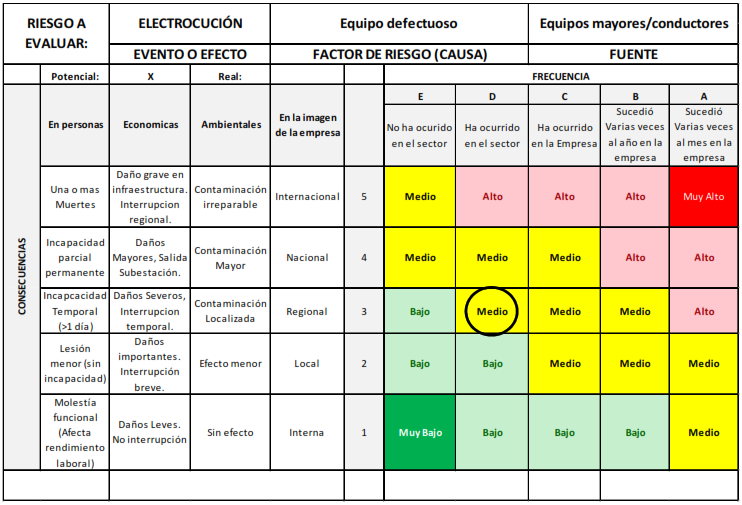 RIESGO A EVALUAR:
ELECTROCUCIÓN
Equipo defectuoso
Equipos mayores/conductores
EVENTO O EFECTO
FACTOR DE RIESGO (CAUSA)
FUENTE
Potencial:
X
Real:
FRECUENCIA
E
D
C
B
A
En personas
Economicas
Ambientales
En la imagen
de la empresa
No ha ocurido
en el sector
Ha ocurrido
en el sector
Ha ocurrido
en la Empresa
Sucedió
Varias veces
al año en la
empresa
Sucedió
Varias veces
al mes en la
empresa
CONSECUENCIAS
Una o mas
Muertes
Daño grave en
infraestructura.
Interrupcion
regional.
Contaminación
irreparable
Internacional
5
Medio
Alto
Alto
Alto
Muy Alto
Incapacidad
parcial
permanente
Daños
Mayores, Salida
Subestación.
Contaminación
Mayor
Nacional
4
Medio
Medio
Medio
Alto
Alto
Incapcacidad
Temporal
(>1 día)
Daños Severos,
Interrupcion
temporal.
Contaminación
Localizada
Regional
3
Bajo
Medio
Medio
Medio
Alto
Lesión
menor (sin
incapacidad)
Daños
importantes.
Interrupción
breve.
Efecto menor
Local
2
Bajo
Bajo
Medio
Medio
Medio
Molestía
funcional
(Afecta
rendimiento
laboral)
Daños Leves.
No interrupción
Sin efecto
Interna
1
Muy Bajo
Bajo
Bajo
Bajo
Medio